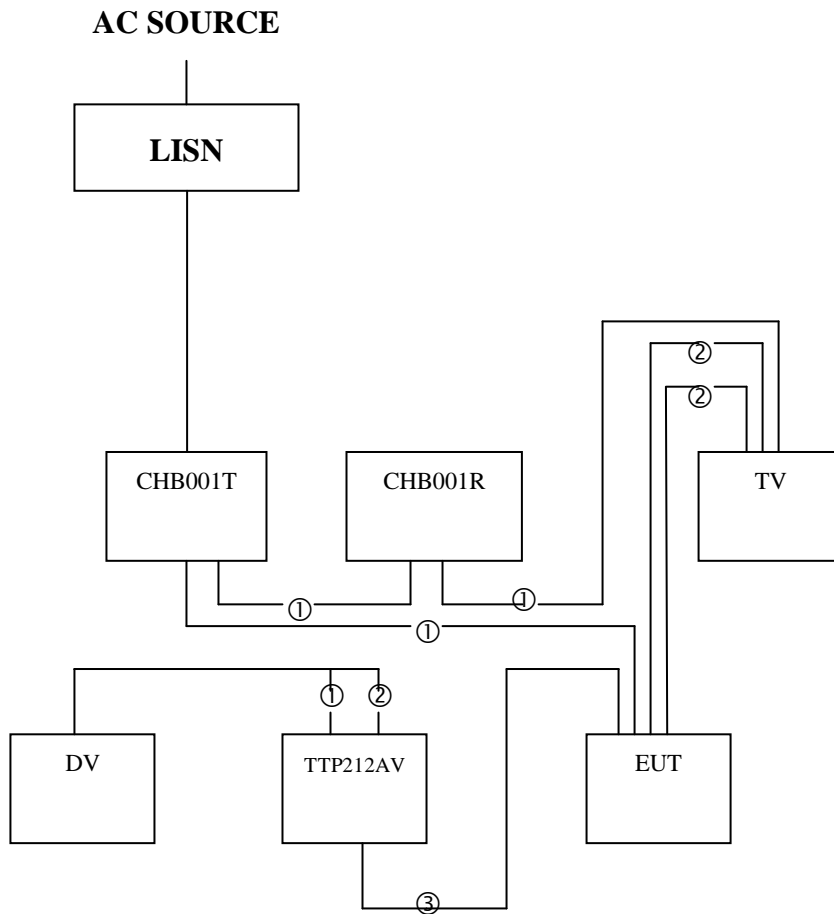 AC SOURCE
LISN
②
②
CHB001T
CHB001R
TV
①
①
①
①
②
DV
TTP212AV
EUT
③